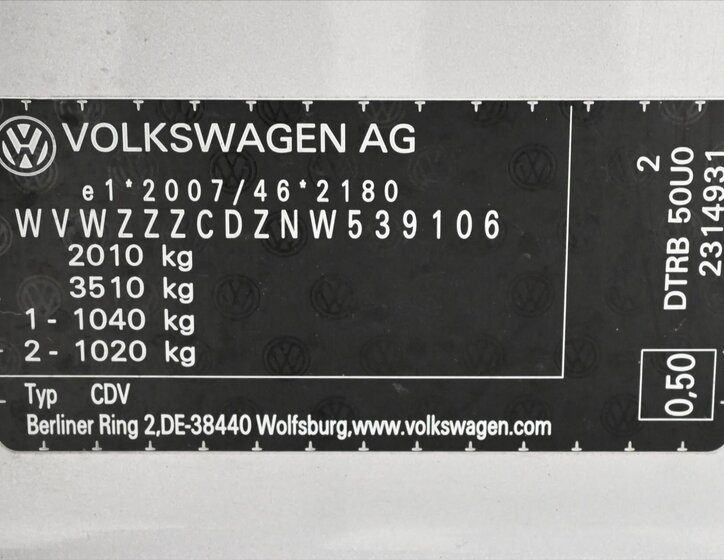 VOLKSWAGEN AG
e1*2007/46*2180
WVWZZZCDZNW539106
2010 kg
3510 kg
1 - 1040 kg
2 - 1020 kg
Typ CDV
Berliner Ring 2,DE-38440 Wolfsburg,www.volkswagen.com
2
DTRB 50U0
2314931
0,50